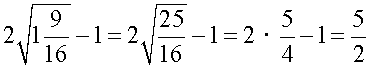 2√(1 9/16) − 1 = 2√(25/16) − 1 = 2 · 5/4 − 1 = 5/2